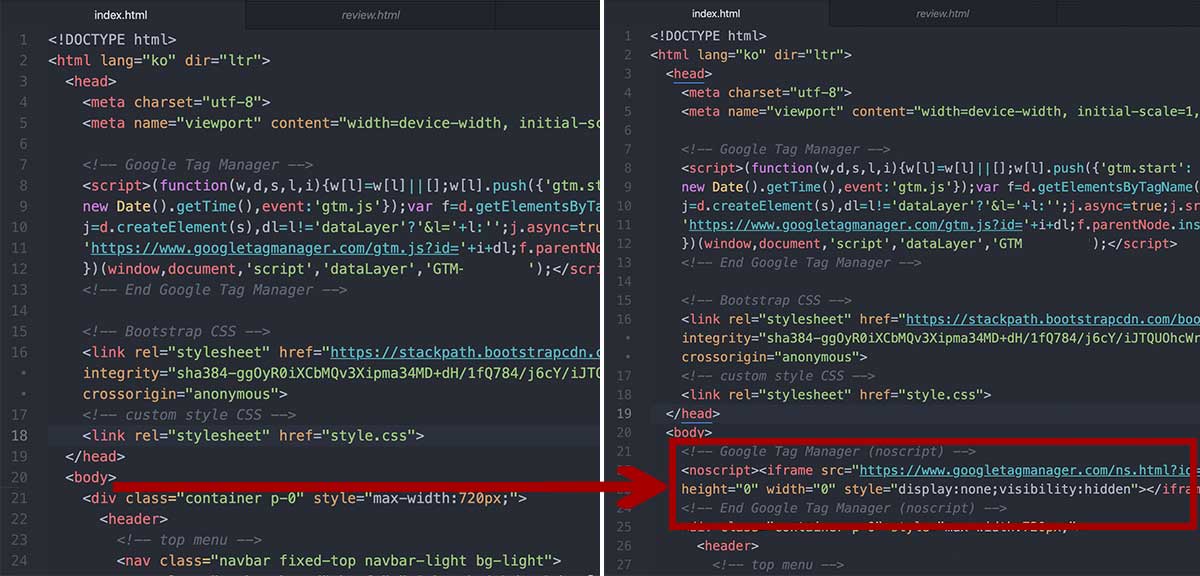 index.html
review.html
1 <!DOCTYPE html>
2 <html lang="ko" dir="ltr">
3 <head>
4 <meta charset="utf-8">
5 <meta name="viewport" content="width=device-width, initial-sc
6
7 <!-- Google Tag Manager -->
8 <script>(function(w,d,s,l,i){w[l]=w[l]||[];w[l].push({'gtm.st
9 new Date().getTime(),event:'gtm.js'});var f=d.getElementsByTa
10 j=d.createElement(s),dl=l!='dataLayer'?'&l='+l:'';j.async=true
11 'https://www.googletagmanager.com/gtm.js?id='+i+dl;f.parentNod
12 })(window,document,'script','dataLayer','GTM- ');</scri
13 <!-- End Google Tag Manager -->
14
15 <!-- Bootstrap CSS -->
16 <link rel="stylesheet" href="https://stackpath.bootstrapcdn.c
• integrity="sha384-ggOyR0iXCbMQv3Xipma34MD+dH/1fQ784/j6cY/iJTQ
• crossorigin="anonymous">
17 <!-- custom style CSS -->
18 <link rel="stylesheet" href="style.css">
19 </head>
20 <body>
21 <div class="container p-0" style="max-width:720px;">
22 <header>
23 <!-- top menu -->
24 <nav class="navbar fixed-top navbar-light bg-light">
index.html
review.html
1 <!DOCTYPE html>
2 <html lang="ko" dir="ltr">
3 <head>
4 <meta charset="utf-8">
5 <meta name="viewport" content="width=device-width, initial-scale=1,
6
7 <!-- Google Tag Manager -->
8 <script>(function(w,d,s,l,i){w[l]=w[l]||[];w[l].push({'gtm.start':
9 new Date().getTime(),event:'gtm.js'});var f=d.getElementsByTagName(
10 j=d.createElement(s),dl=l!='dataLayer'?'&l='+l:'';j.async=true;j.sr
11 'https://www.googletagmanager.com/gtm.js?id='+i+dl;f.parentNode.ins
12 })(window,document,'script','dataLayer','GTM ');</script>
13 <!-- End Google Tag Manager -->
14
15 <!-- Bootstrap CSS -->
16 <link rel="stylesheet" href="https://stackpath.bootstrapcdn.com/boo
• integrity="sha384-ggOyR0iXCbMQv3Xipma34MD+dH/1fQ784/j6cY/iJTQUOhcWr
• crossorigin="anonymous">
17 <!-- custom style CSS -->
18 <link rel="stylesheet" href="style.css">
19 </head>
20 <body>
21 <!-- Google Tag Manager (noscript) -->
<noscript><iframe src="https://www.googletagmanager.com/ns.html?id=
height="0" width="0" style="display:none;visibility:hidden"></ifram
<!-- End Google Tag Manager (noscript) -->
25 <div class="container p-0" style="max-width:720px;">
26 <header>
27 <!-- top menu -->